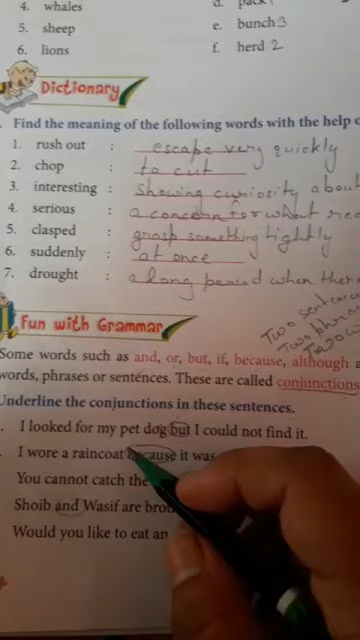 4. whales
5. sheep
6. lions
d. pack 1
e. bunch 3
f. herd 2
Dictionary
Find the meaning of the following words with the help o
1. rush out : escape very quickly
2. chop : to cut
3. interesting : showing curiosity about
4. serious : a concern for what
5. clasped : grasp something tightly
6. suddenly : at once
7. drought : a long period when ther
Fun with Grammar
Two sentences
Two
Two
Some words such as and, or, but, if, because, although a
words, phrases or sentences. These are called conjunctions
Underline the conjunctions in these sentences.
I looked for my pet dog but I could not find it.
I wore a raincoat because it was
You cannot catch the
Shoib and Wasif are bro
Would you like to eat an